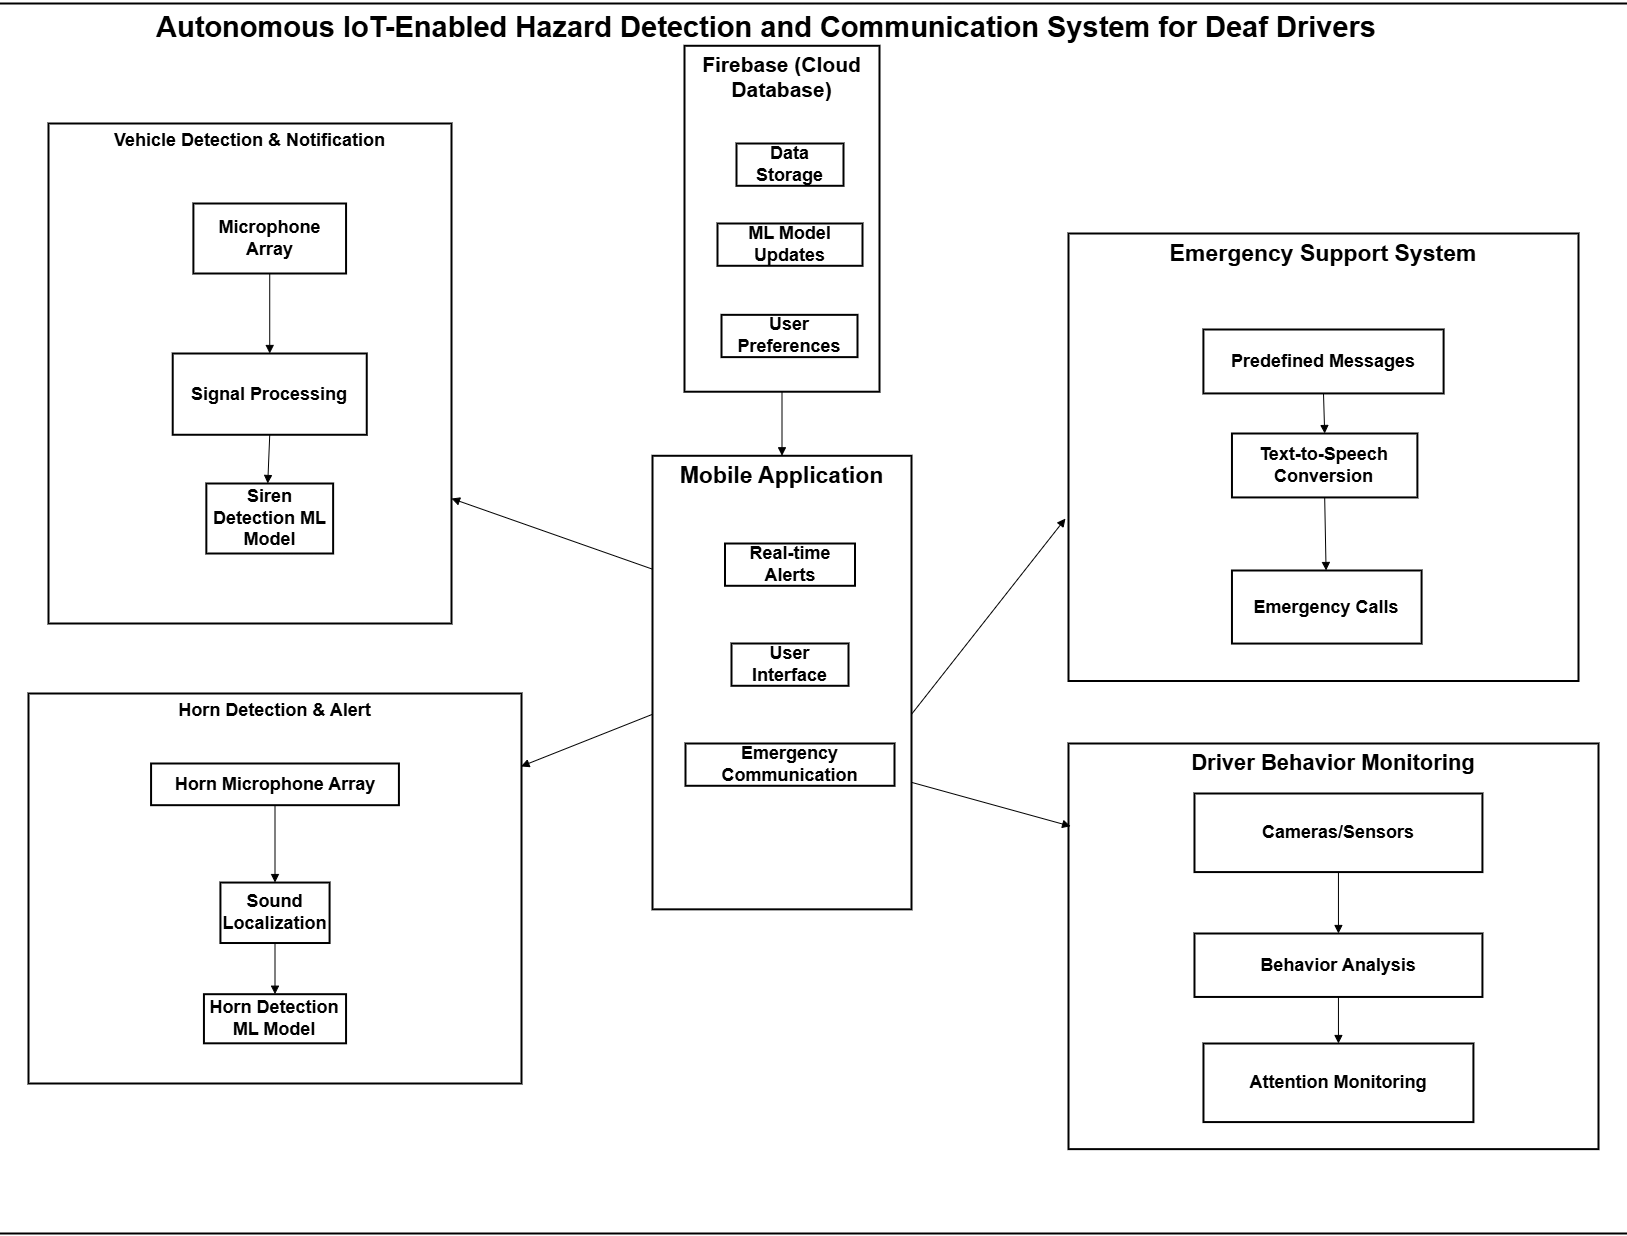 Autonomous IoT-Enabled Hazard Detection and Communication System for Deaf Drivers
Firebase (Cloud
Database)
Data
Storage
ML Model
Updates
User
Preferences
Vehicle Detection & Notification
Microphone
Array
Signal Processing
Siren
Detection ML
Model
Mobile Application
Real-time
Alerts
User
Interface
Emergency
Communication
Emergency Support System
Predefined Messages
Text-to-Speech
Conversion
Emergency Calls
Horn Detection & Alert
Horn Microphone Array
Sound
Localization
Horn Detection
ML Model
Driver Behavior Monitoring
Cameras/Sensors
Behavior Analysis
Attention Monitoring